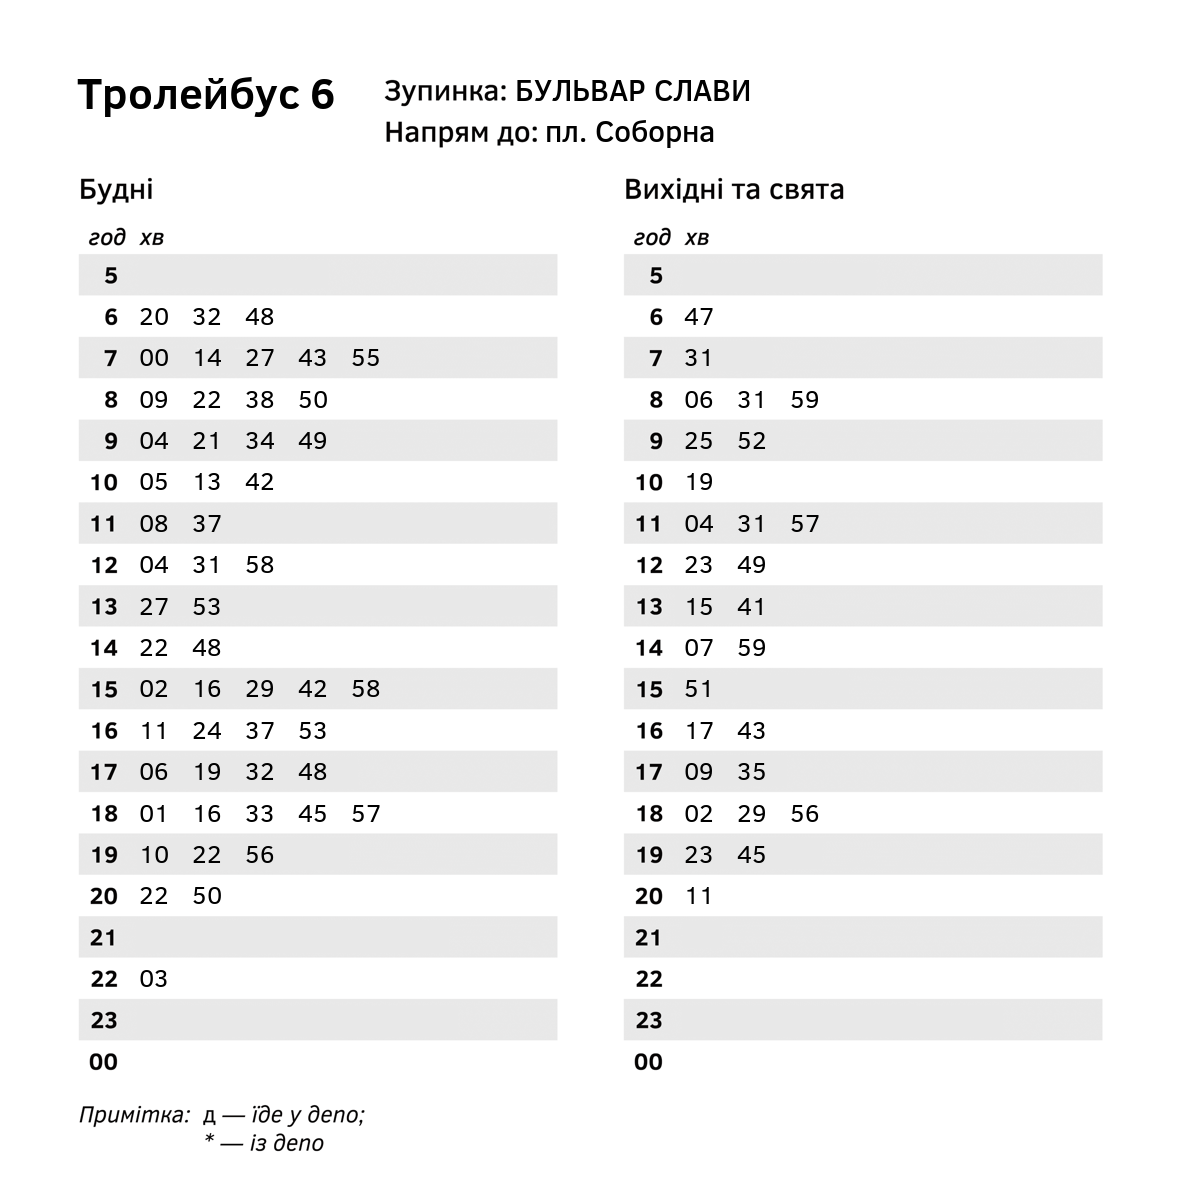 Тролейбус 6
Зупинка: БУЛЬВАР СЛАВИ
Напрям до: пл. Соборна
Будні
год хв
5
6 20 32 48
7 00 14 27 43 55
8 09 22 38 50
9 04 21 34 49
10 05 13 42
11 08 37
12 04 31 58
13 27 53
14 22 48
15 02 16 29 42 58
16 11 24 37 53
17 06 19 32 48
18 01 16 33 45 57
19 10 22 56
20 22 50
21
22 03
23
00
Вихідні та свята
год хв
5
6 47
7 31
8 06 31 59
9 25 52
10 19
11 04 31 57
12 23 49
13 15 41
14 07 59
15 51
16 17 43
17 09 35
18 02 29 56
19 23 45
20 11
21
22
23
00
Примітка: д — їде у депо;
* — із депо